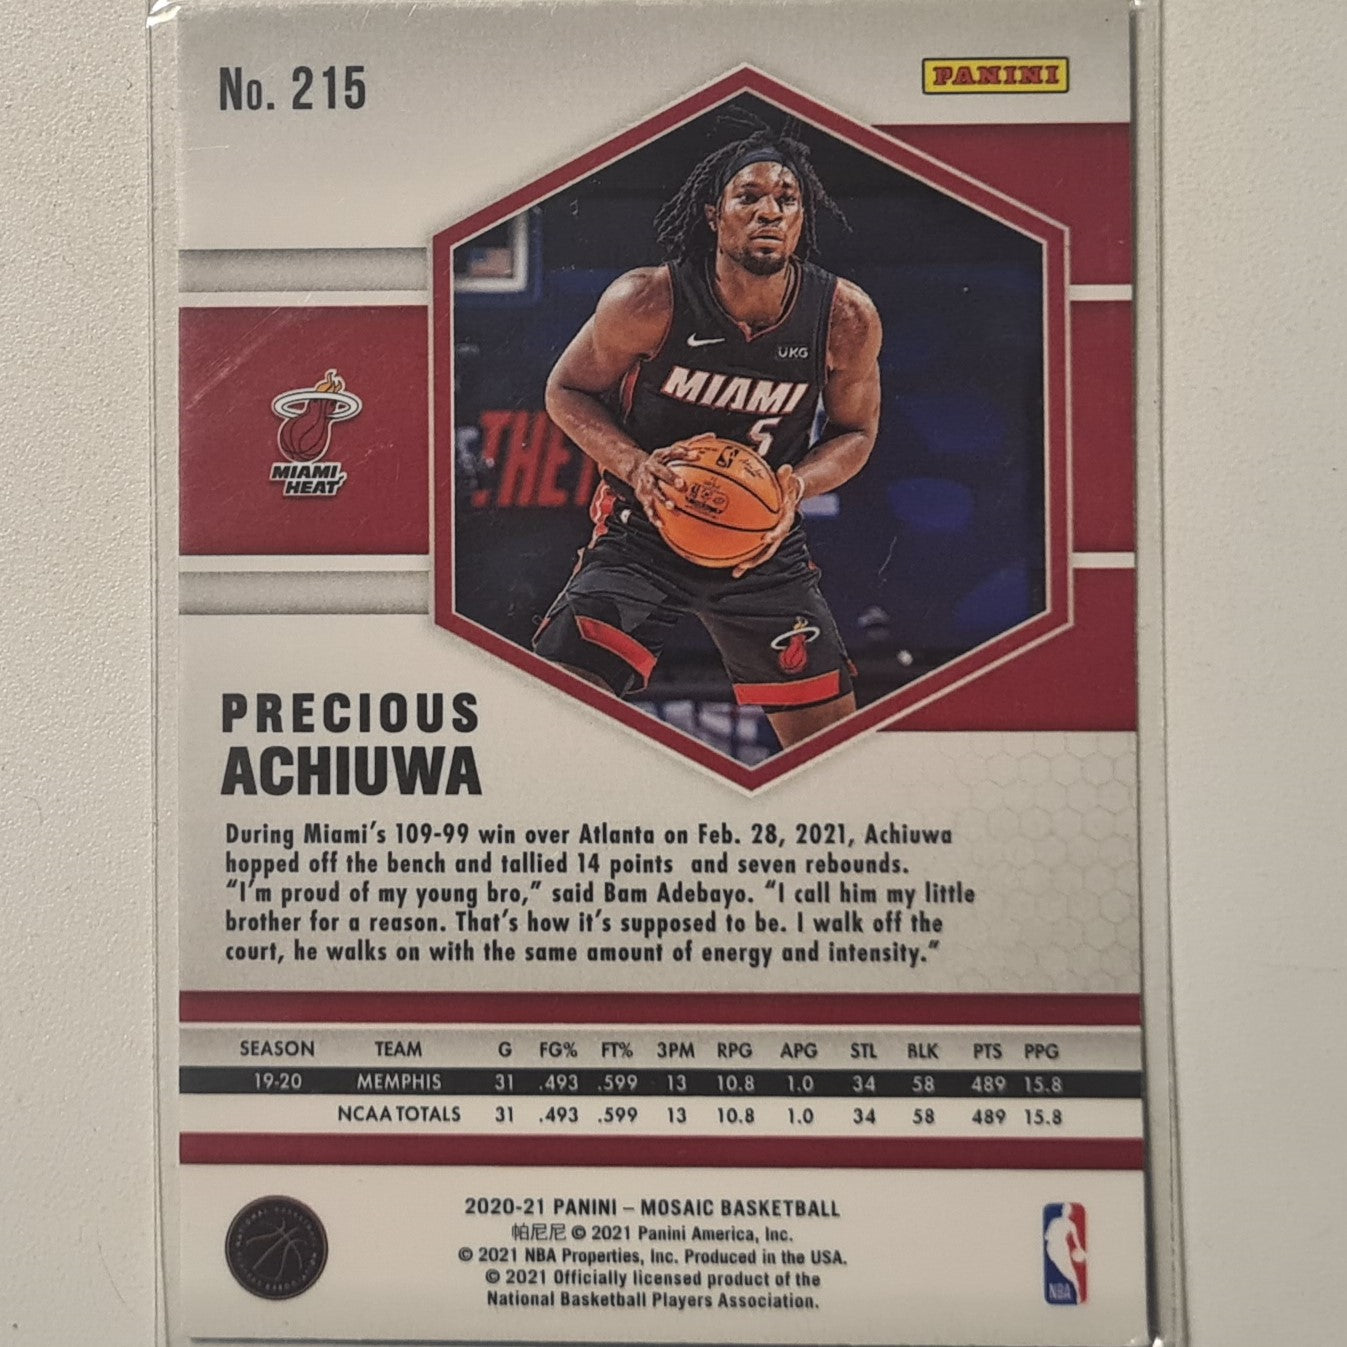 No. 215
PANINI
UKG
MIAMI
5
THE
MIAMI
HEAT
PRECIOUS
ACHIUWA
During Miami's 109-99 win over Atlanta on Feb. 28, 2021, Achiuwa
hopped off the bench and tallied 14 points and seven rebounds.
“I'm proud of my young bro,” said Bam Adebayo. “I call him my little
brother for a reason. That's how it's supposed to be. I walk off the
court, he walks on with the same amount of energy and intensity.”
SEASON TEAM G FG% FT% 3PM RPG APG STL BLK PTS PPG
19-20 MEMPHIS 31 .493 .599 13 10.8 1.0 34 58 489 15.8
NCAA TOTALS 31 .493 .599 13 10.8 1.0 34 58 489 15.8
2020-21 PANINI – MOSAIC BASKETBALL
帕尼尼 © 2021 Panini America, Inc.
© 2021 NBA Properties, Inc. Produced in the USA.
© 2021 Officially licensed product of the
National Basketball Players Association.
NATIONAL BASKETBALL
PLAYERS ASSOCIATION
NBA